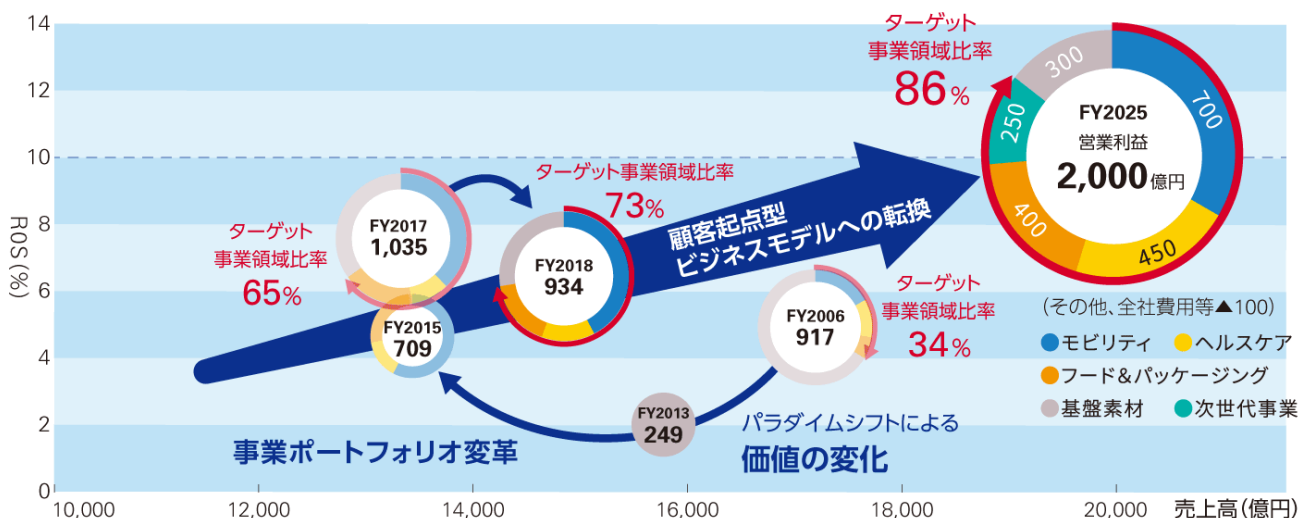 14
12
10
8
6
4
2
0
ROS(%)
10,000
12,000
14,000
16,000
18,000
20,000
売上高(億円)
ターゲット
事業領域比率
65%
FY2017
1,035
FY2015
709
ターゲット事業領域比率
73%
FY2018
934
顧客起点型
ビジネスモデルへの転換
FY2006
917
ターゲット
事業領域比率
34%
FY2013
249
事業ポートフォリオ変革
パラダイムシフトによる
価値の変化
ターゲット
事業領域比率
86%
300
700
250
400
450
FY2025
営業利益
2,000億円
(その他、全社費用等▲100)
モビリティ
ヘルスケア
フード&パッケージング
基盤素材
次世代事業